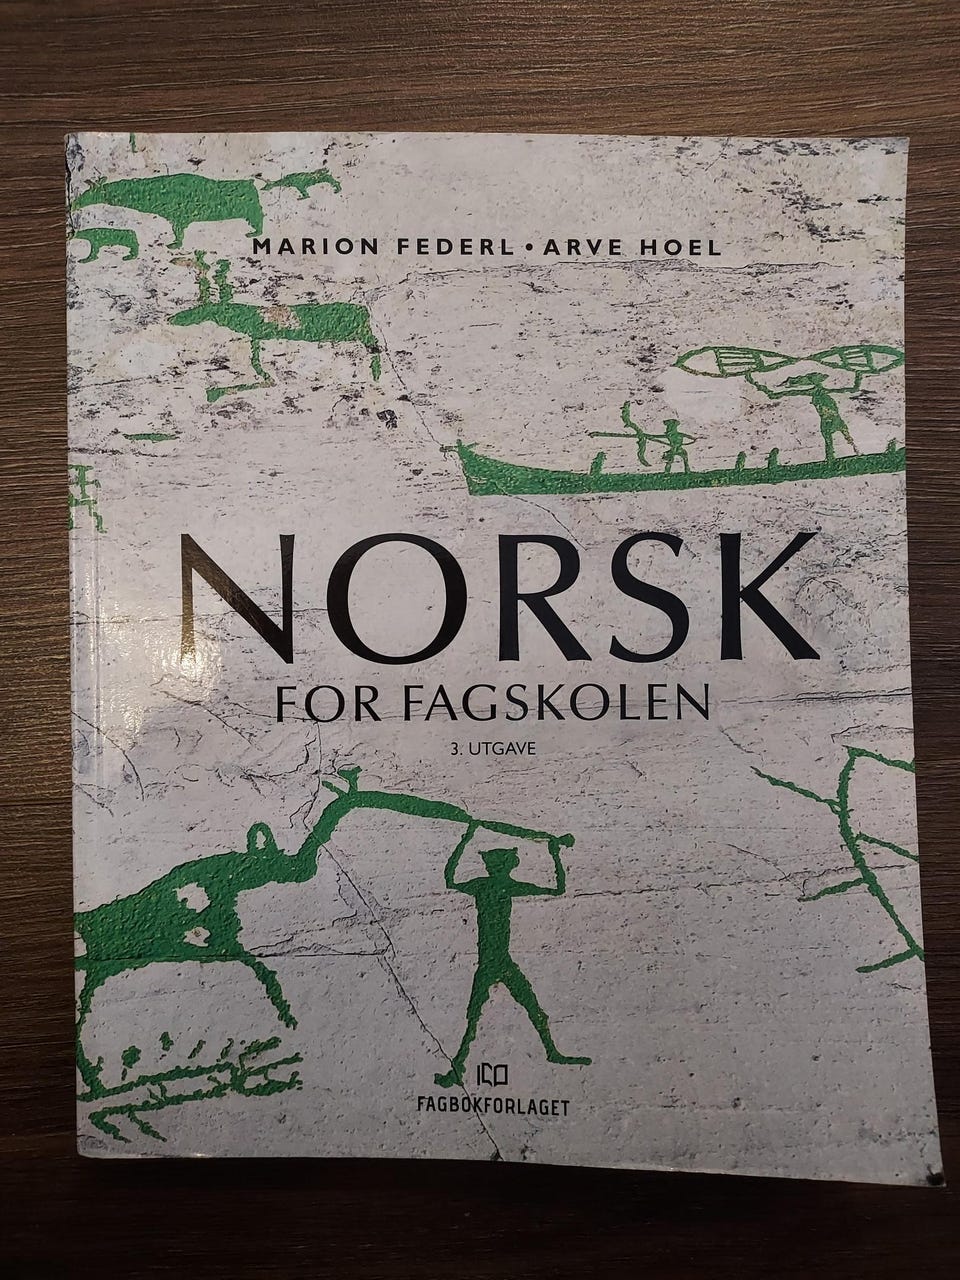 MARION FEDERL • ARVE HOEL
NORSK
FOR FAGSKOLEN
3. UTGAVE
FAGBOKFORLAGET